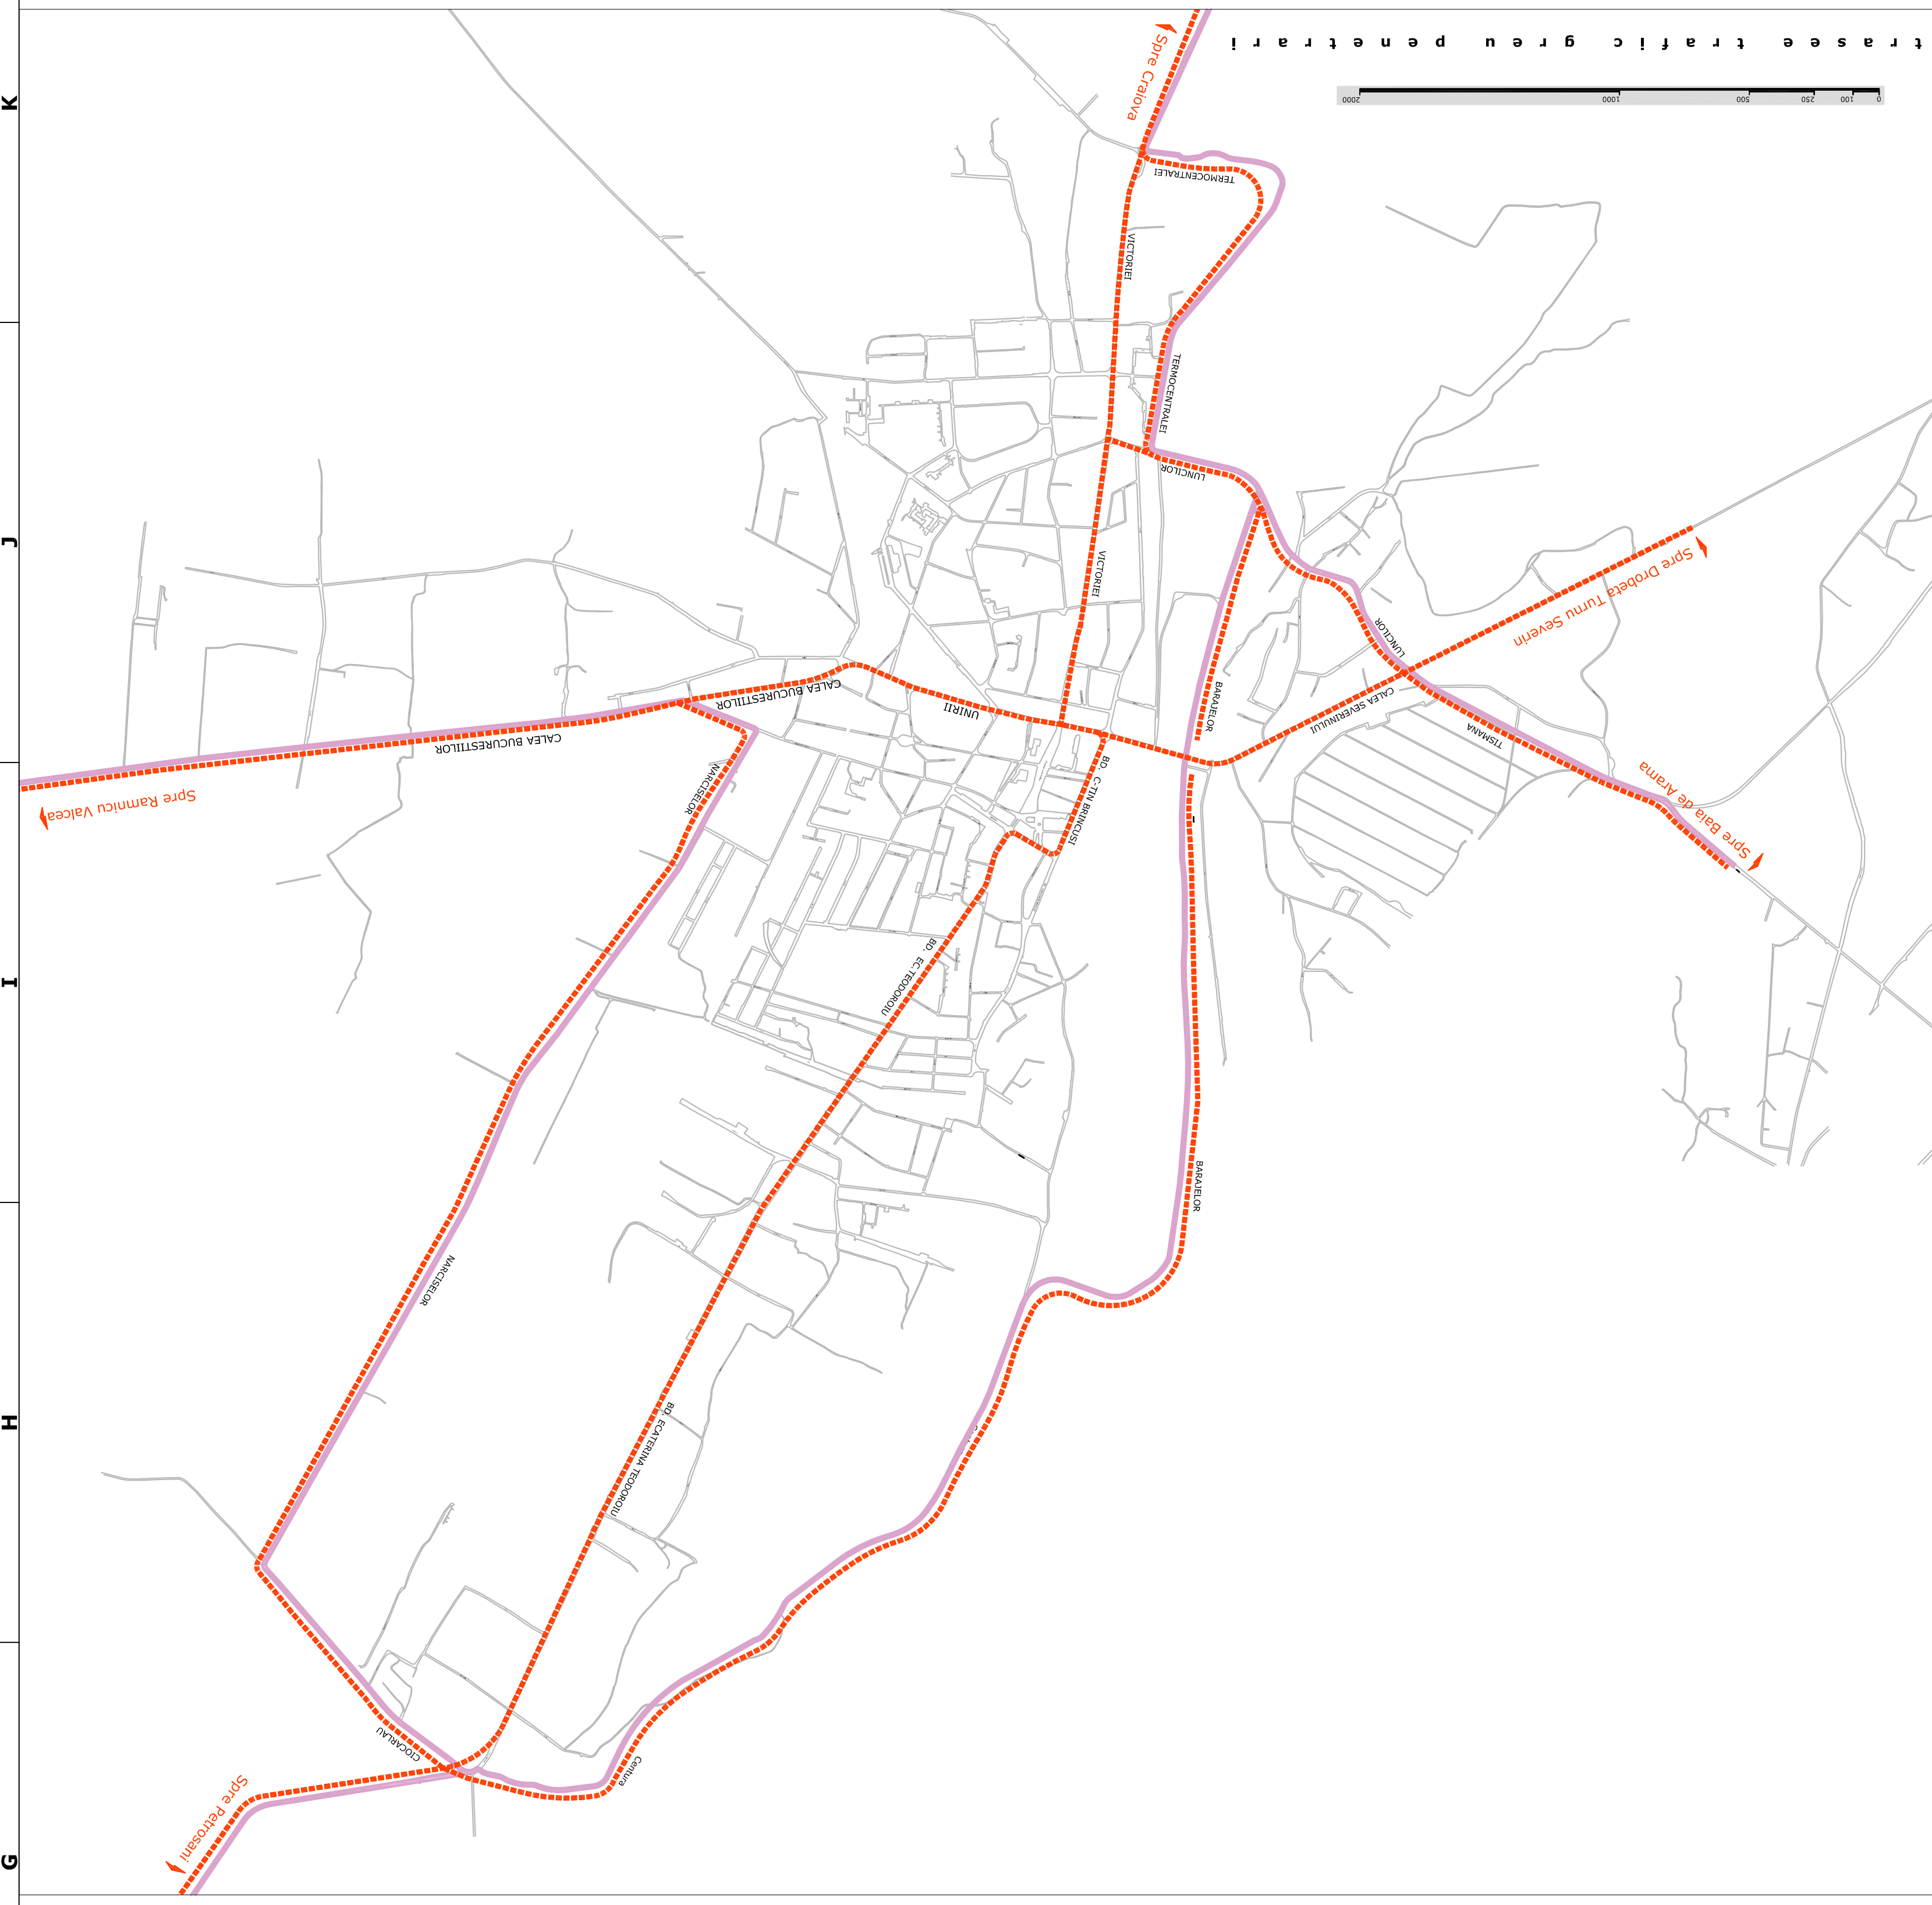 trasee trafic greu penetrari
0 100 250 500 1000 2000
K
J
I
H
G
Spre Craiova
TERMOCENTRALEI
VICTORIEI
TERMOCENTRALEI
LUNCILOR
VICTORIEI
Spre Drobeta Turnu
Severin
LUNCILOR
CALEA SEVERINULUI
BARAJELOR
TISMANA
Spre Baia de Arama
UNIRII
CALEA BUCURESTIILOR
CALEA BUCURESTIILOR
Spre Ramnicu Valcea
NARCISELOR
BD. C-TIN BRINCUSI
BD. EC.TEODOROIU
BARAJELOR
NARCISELOR
BD. ECATERINA TEODOROIU
CIOCARLAU
Centura
Spre Petrosani